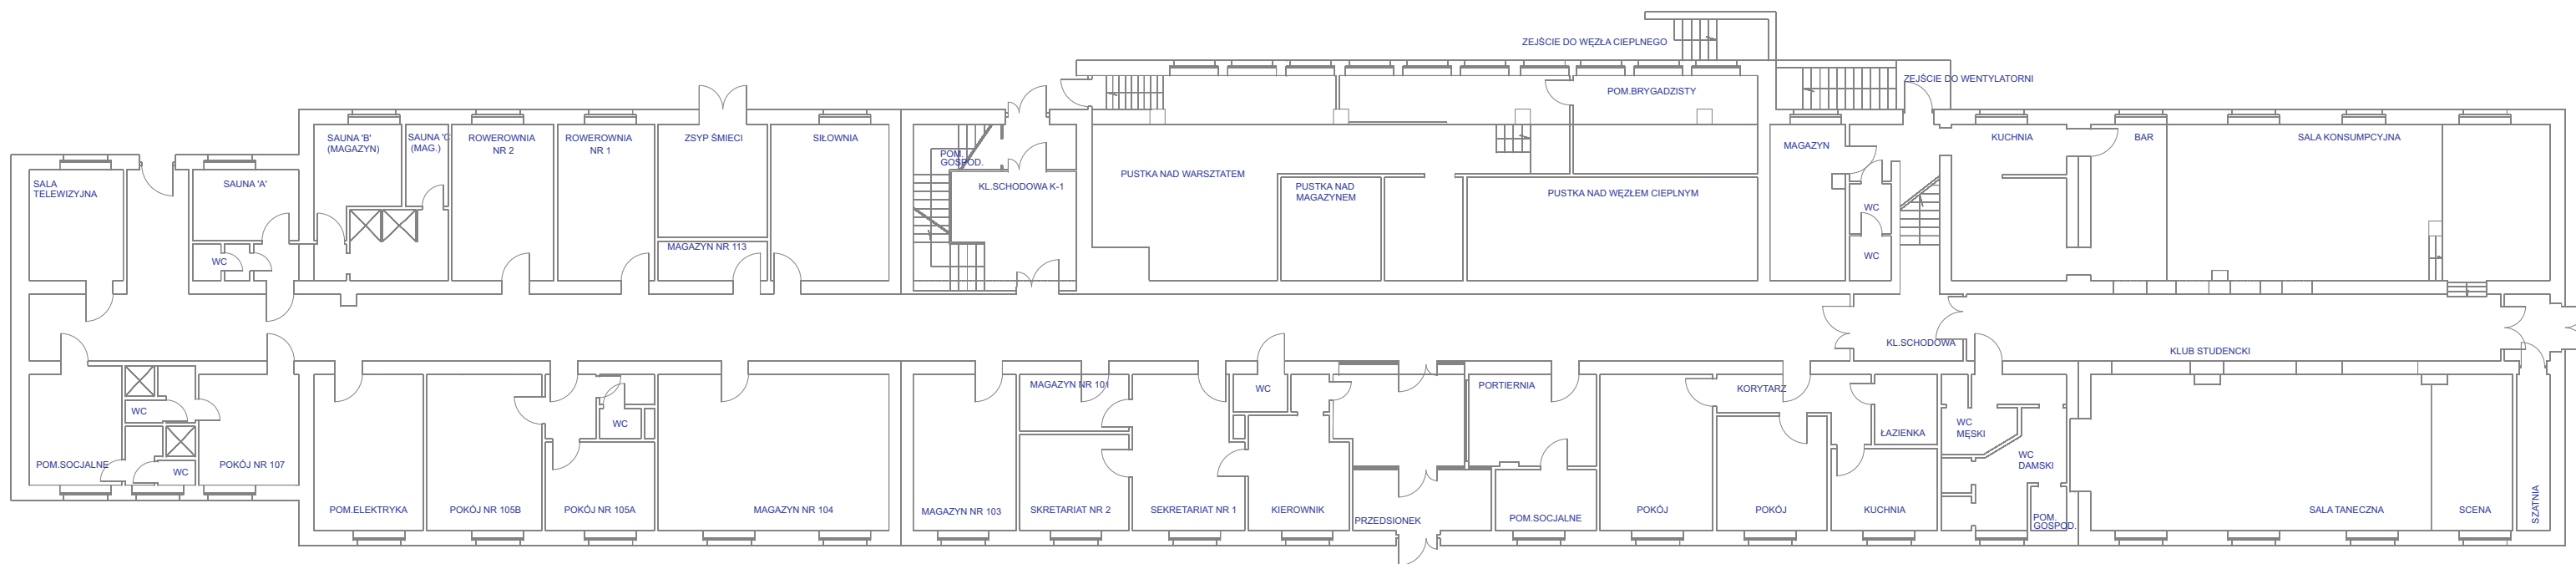 ZEJŚCIE DO WĘZŁA CIEPLNEGO
ZEJŚCIE DO WENTYLATORNI
POM.BRYGADZISTY
SAUNA 'B'
(MAGAZYN)
SAUNA 'C'
(MAG.)
ROWEROWNIA
NR 2
ROWEROWNIA
NR 1
ZSYP ŚMIECI
SIŁOWNIA
POM.
GOSPOD.
KL.SCHODOWA K-1
PUSTKA NAD WARSZTATEM
PUSTKA NAD
MAGAZYNEM
PUSTKA NAD WĘZŁEM CIEPLNYM
MAGAZYN
KUCHNIA
BAR
SALA KONSUMPCYJNA
SALA
TELEWIZYJNA
SAUNA 'A'
WC
MAGAZYN NR 113
WC
WC
KL.SCHODOWA
KLUB STUDENCKI
WC
WC
POM.SOCJALNE
POKÓJ NR 107
POM.ELEKTRYKA
POKÓJ NR 105B
WC
POKÓJ NR 105A
MAGAZYN NR 104
MAGAZYN NR 103
MAGAZYN NR 101
SKRETARIAT NR 2
SEKRETARIAT NR 1
WC
KIEROWNIK
PRZEDSIONEK
PORTIERNIA
POM.SOCJALNE
POKÓJ
KORYTARZ
POKÓJ
ŁAZIENKA
KUCHNIA
WC
MĘSKI
WC
DAMSKI
POM.
GOSPOD.
SALA TANECZNA
SCENA
SZATNIA